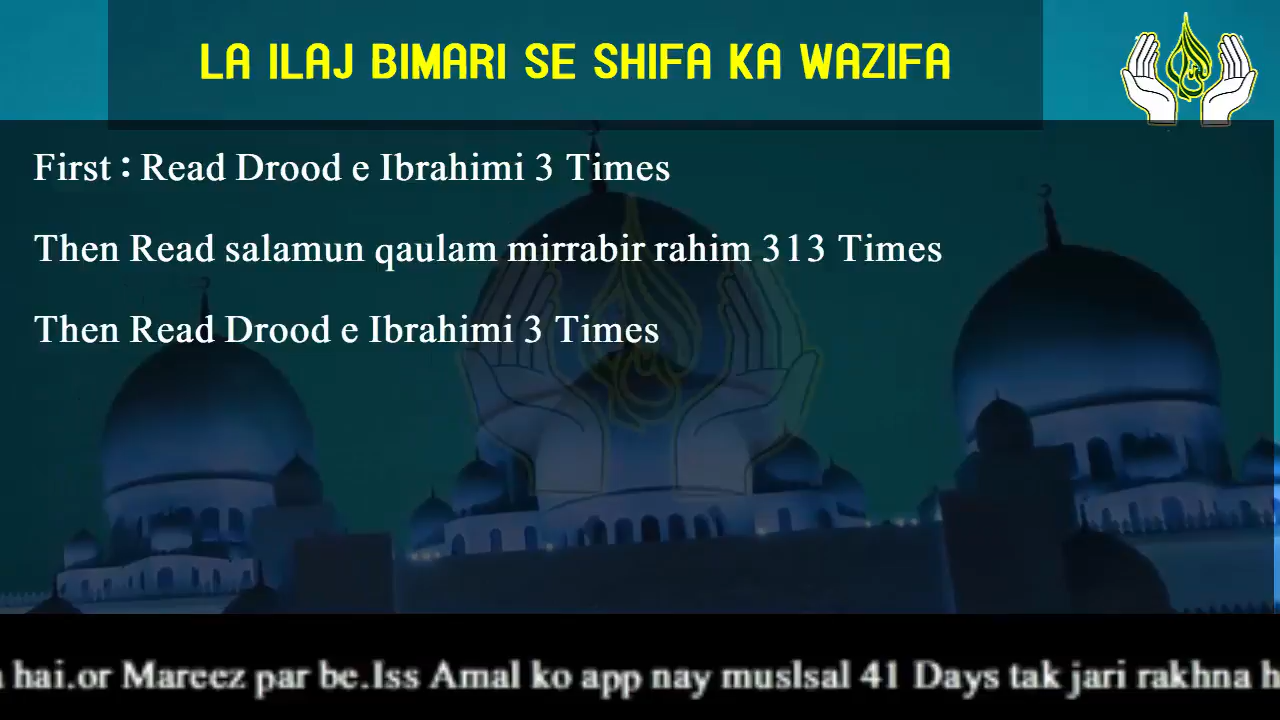 LA ILAJ BIMARI SE SHIFA KA WAZIFA
First : Read Drood e Ibrahimi 3 Times
Then Read salamun qaulam mirrabir rahim 313 Times
Then Read Drood e Ibrahimi 3 Times
hai.or Mareez par be.Iss Amal ko app nay muslsal 41 Days tak jari rakhna